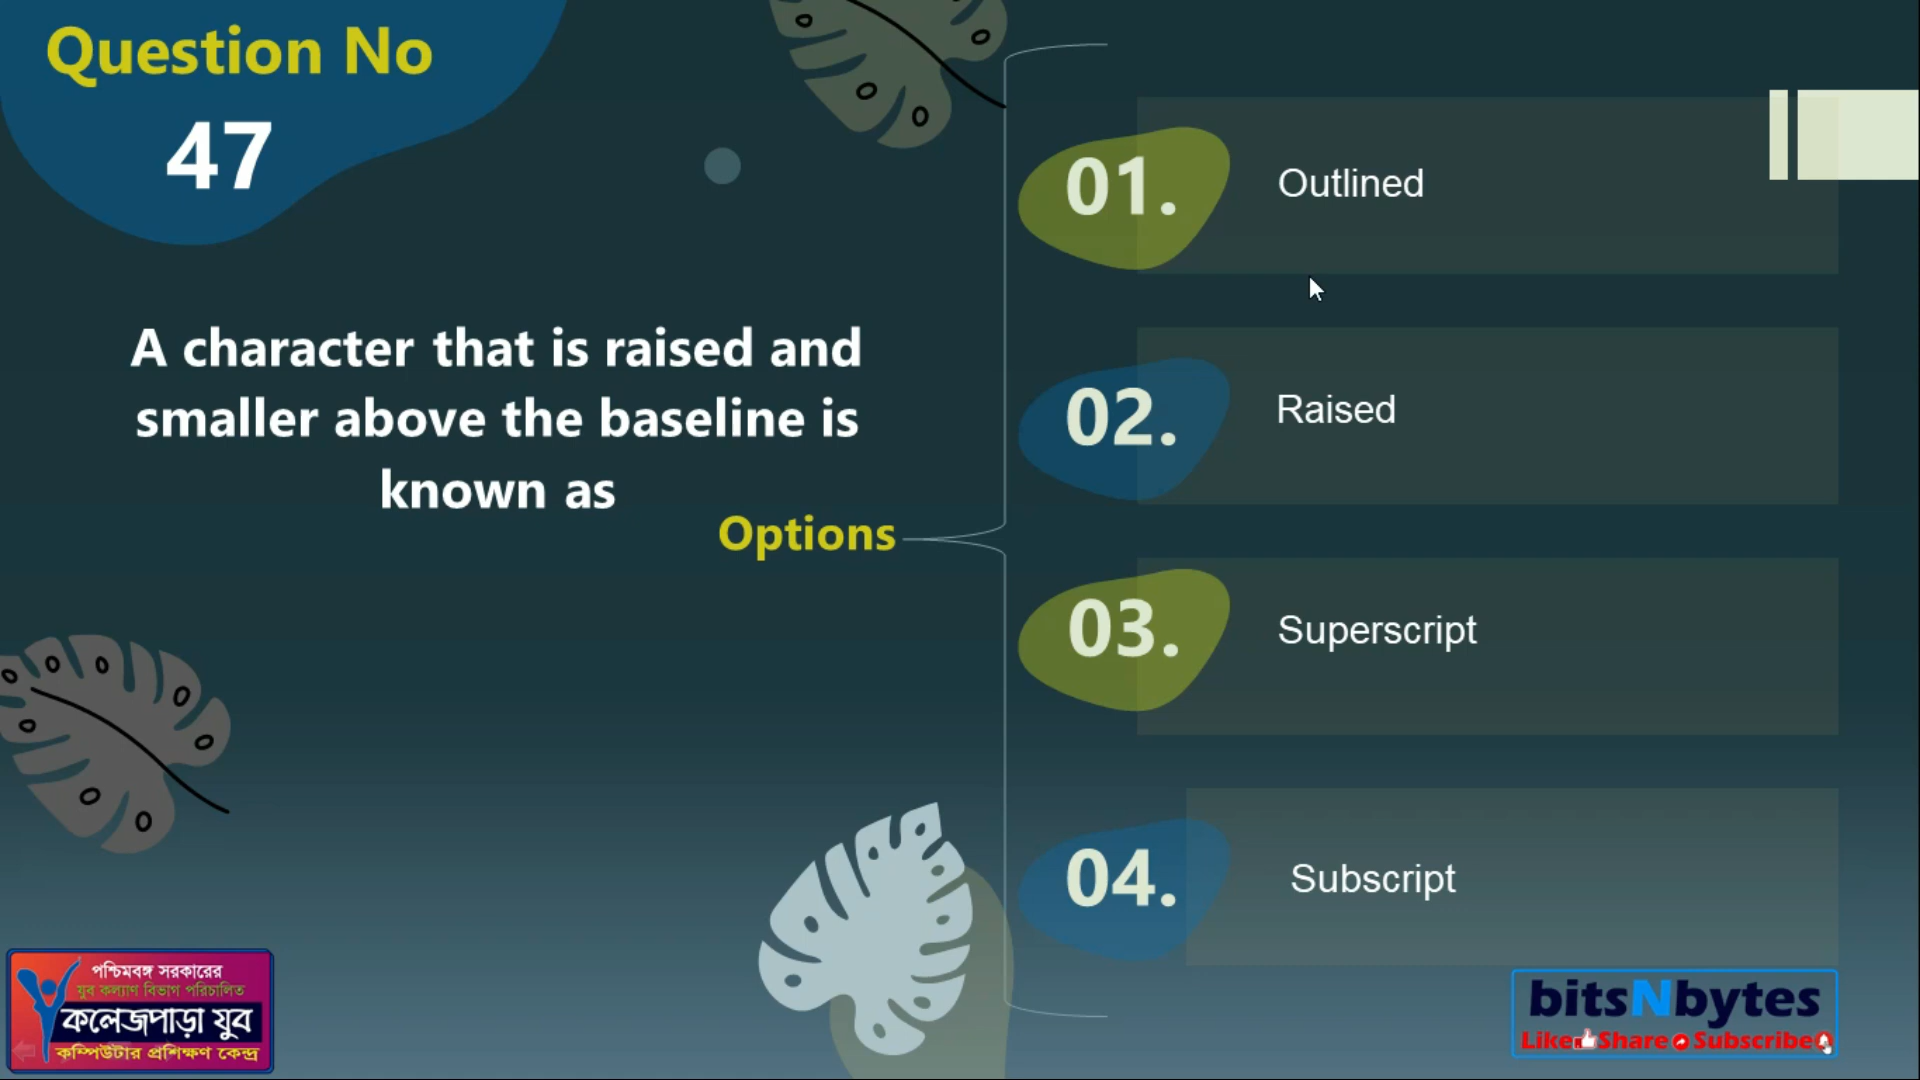 Question No
47
A character that is raised and
smaller above the baseline is
known as
Options
01.
Outlined
02.
Raised
03.
Superscript
04.
Subscript
পশ্চিমবঙ্গ সরকারের
যুব কল্যাণ বিভাগ পরিচালিত
কলেজপাড়া যুব
কম্পিউটার প্রশিক্ষণ কেন্দ্র
bitsNbytes
Like Share Subscribe